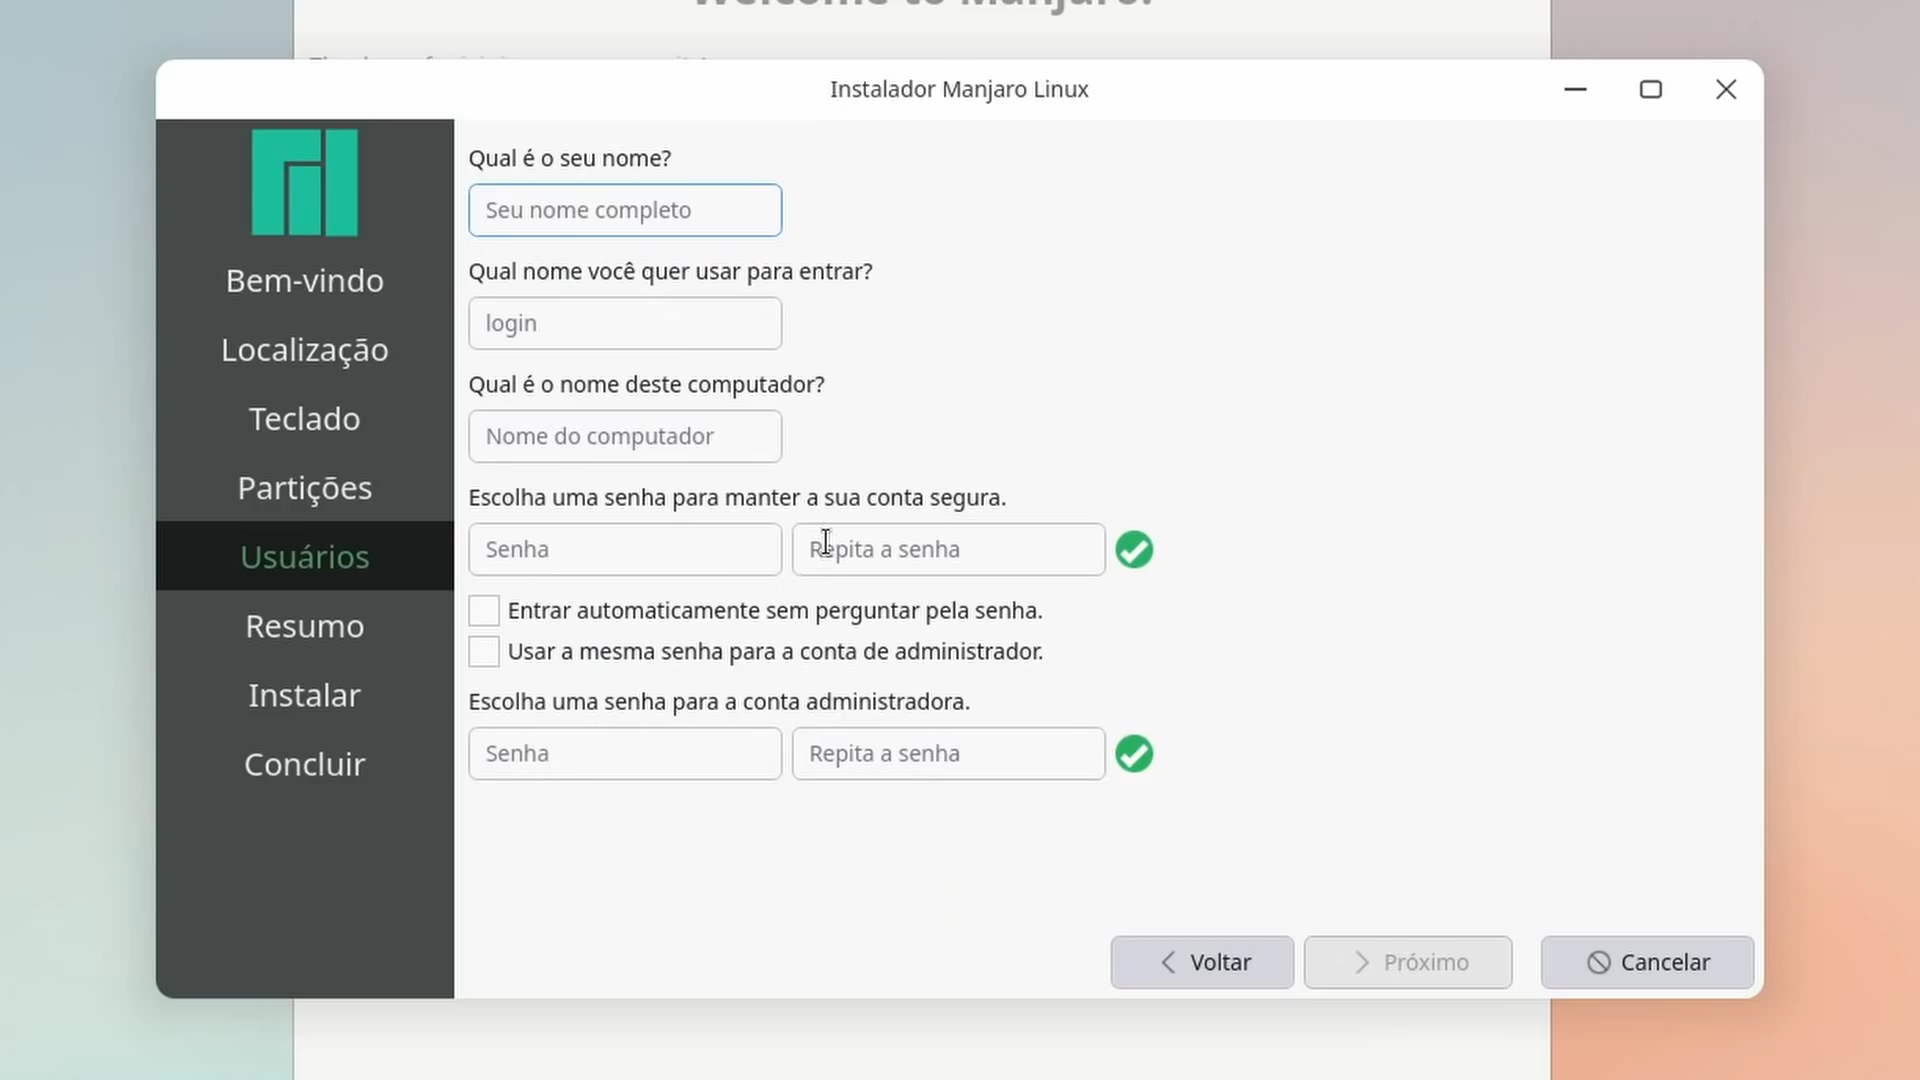 Welcome to Manjaro!
Instalador Manjaro Linux
Bem-vindo
Localização
Teclado
Partições
Usuários
Resumo
Instalar
Concluir
Qual é o seu nome?
Seu nome completo
Qual nome você quer usar para entrar?
login
Qual é o nome deste computador?
Nome do computador
Escolha uma senha para manter a sua conta segura.
Senha Repita a senha
Entrar automaticamente sem perguntar pela senha.
Usar a mesma senha para a conta de administrador.
Escolha uma senha para a conta administradora.
Senha Repita a senha
Voltar Próximo Cancelar